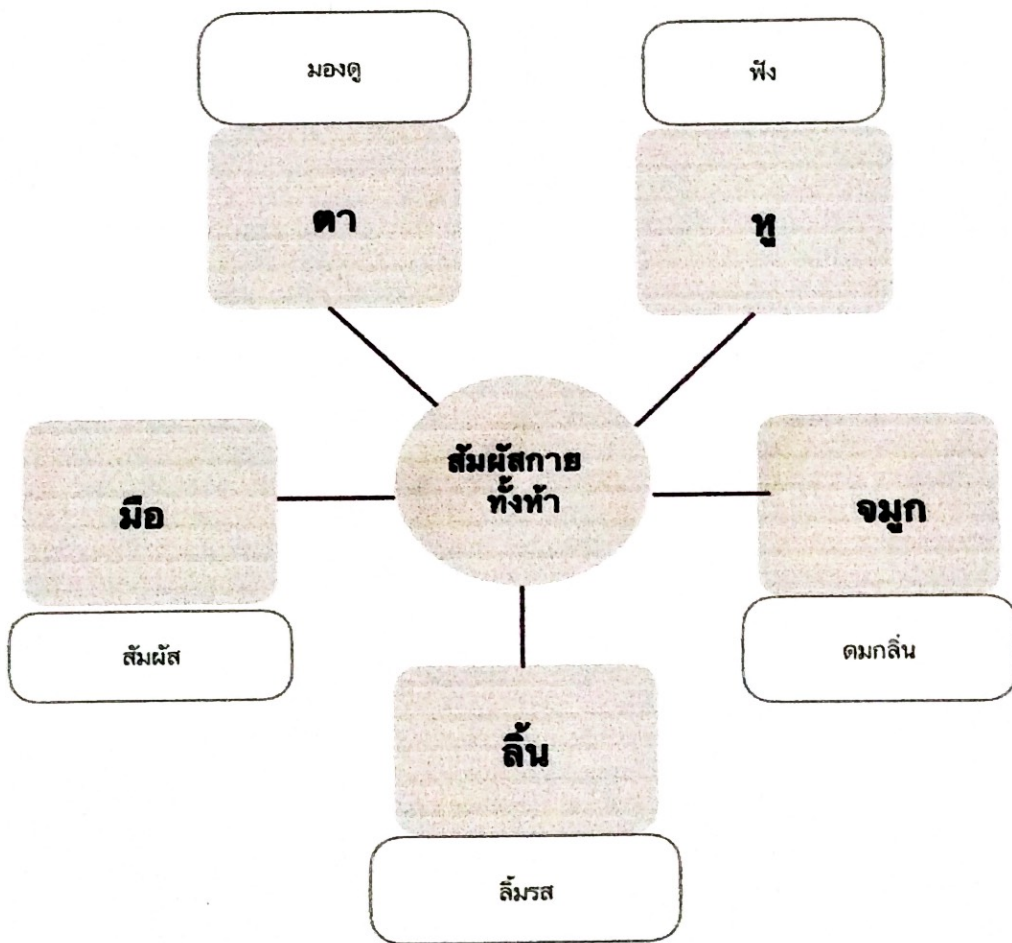 มองดู
ฟัง
ตา
หู
สัมผัสกาย
ทั้งห้า
มือ
จมูก
สัมผัส
ดมกลิ่น
ลิ้น
ลิ้มรส